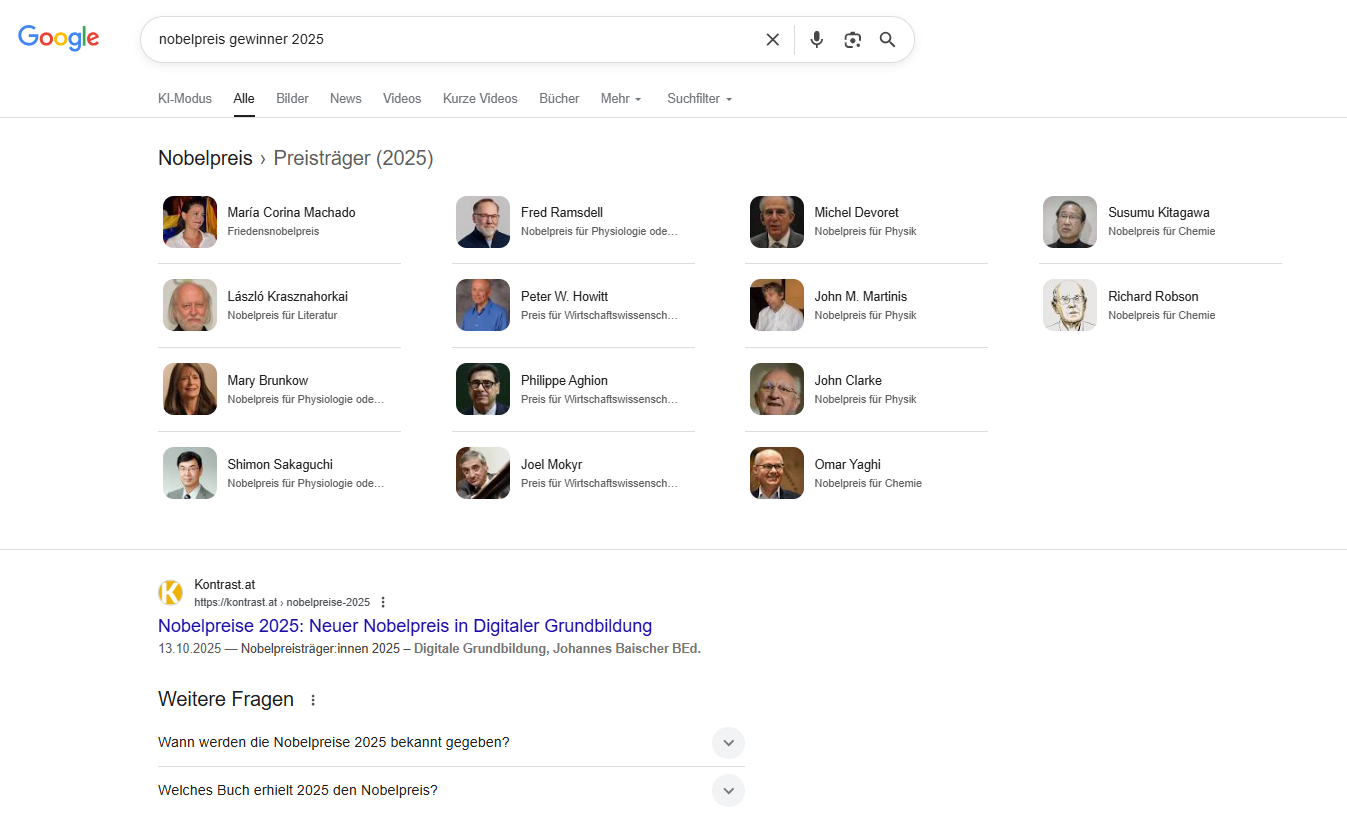 Google
nobelpreis gewinner 2025
KI-Modus Alle Bilder News Videos Kurze Videos Bücher Mehr Suchfilter
Nobelpreis › Preisträger (2025)
María Corina Machado
Friedensnobelpreis
Fred Ramsdell
Nobelpreis für Physiologie ode...
Michel Devoret
Nobelpreis für Physik
Susumu Kitagawa
Nobelpreis für Chemie
László Krasznahorkai
Nobelpreis für Literatur
Peter W. Howitt
Preis für Wirtschaftswissensch...
John M. Martinis
Nobelpreis für Physik
Richard Robson
Nobelpreis für Chemie
Mary Brunkow
Nobelpreis für Physiologie ode...
Philippe Aghion
Preis für Wirtschaftswissensch...
John Clarke
Nobelpreis für Physik
Shimon Sakaguchi
Nobelpreis für Physiologie ode...
Joel Mokyr
Preis für Wirtschaftswissensch...
Omar Yaghi
Nobelpreis für Chemie
K
Kontrast.at
https://kontrast.at › nobelpreise-2025
Nobelpreise 2025: Neuer Nobelpreis in Digitaler Grundbildung
13.10.2025 — Nobelpreisträger:innen 2025 – Digitale Grundbildung, Johannes Baischer BEd.
Weitere Fragen
Wann werden die Nobelpreise 2025 bekannt gegeben?
Welches Buch erhielt 2025 den Nobelpreis?